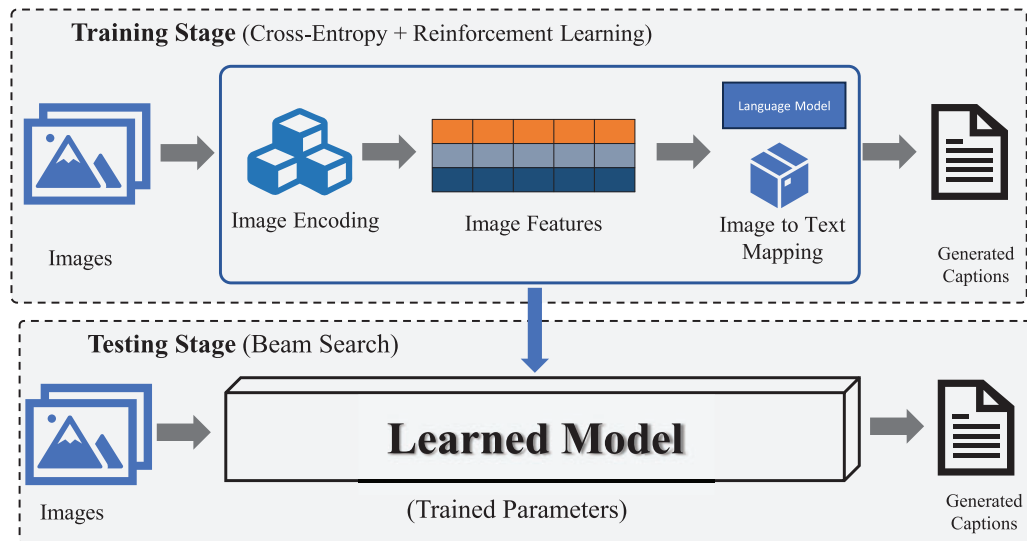 Training Stage (Cross-Entropy + Reinforcement Learning)
Language Model
Image Encoding
Image Features
Image to Text
Mapping
Images
Generated
Captions
Testing Stage (Beam Search)
Learned Model
(Trained Parameters)
Images
Generated
Captions